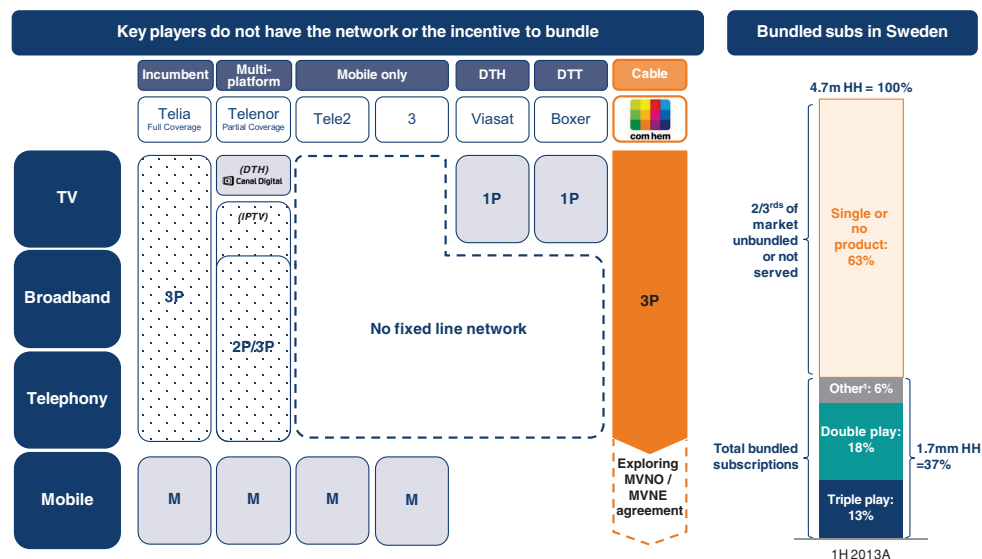 Key players do not have the network or the incentive to bundle
Bundled subs in Sweden
Incumbent
Multi-
platform
Mobile only
DTH
DTT
Cable
Telia
Full Coverage
Telenor
Partial Coverage
Tele2
3
Viasat
Boxer
com hem
TV
Broadband
Telephony
Mobile
3P
(DTH)
Canal Digital
(IPTV)
2P/3P
No fixed line network
1P
1P
3P
M
M
M
M
Exploring
MVNO /
MVNE
agreement
4.7m HH = 100%
2/3rds of
market
unbundled
or not
served
Single or
no
product:
63%
Other¹: 6%
Double play:
18%
Triple play:
13%
Total bundled
subscriptions
1.7mm HH
=37%
1H 2013A